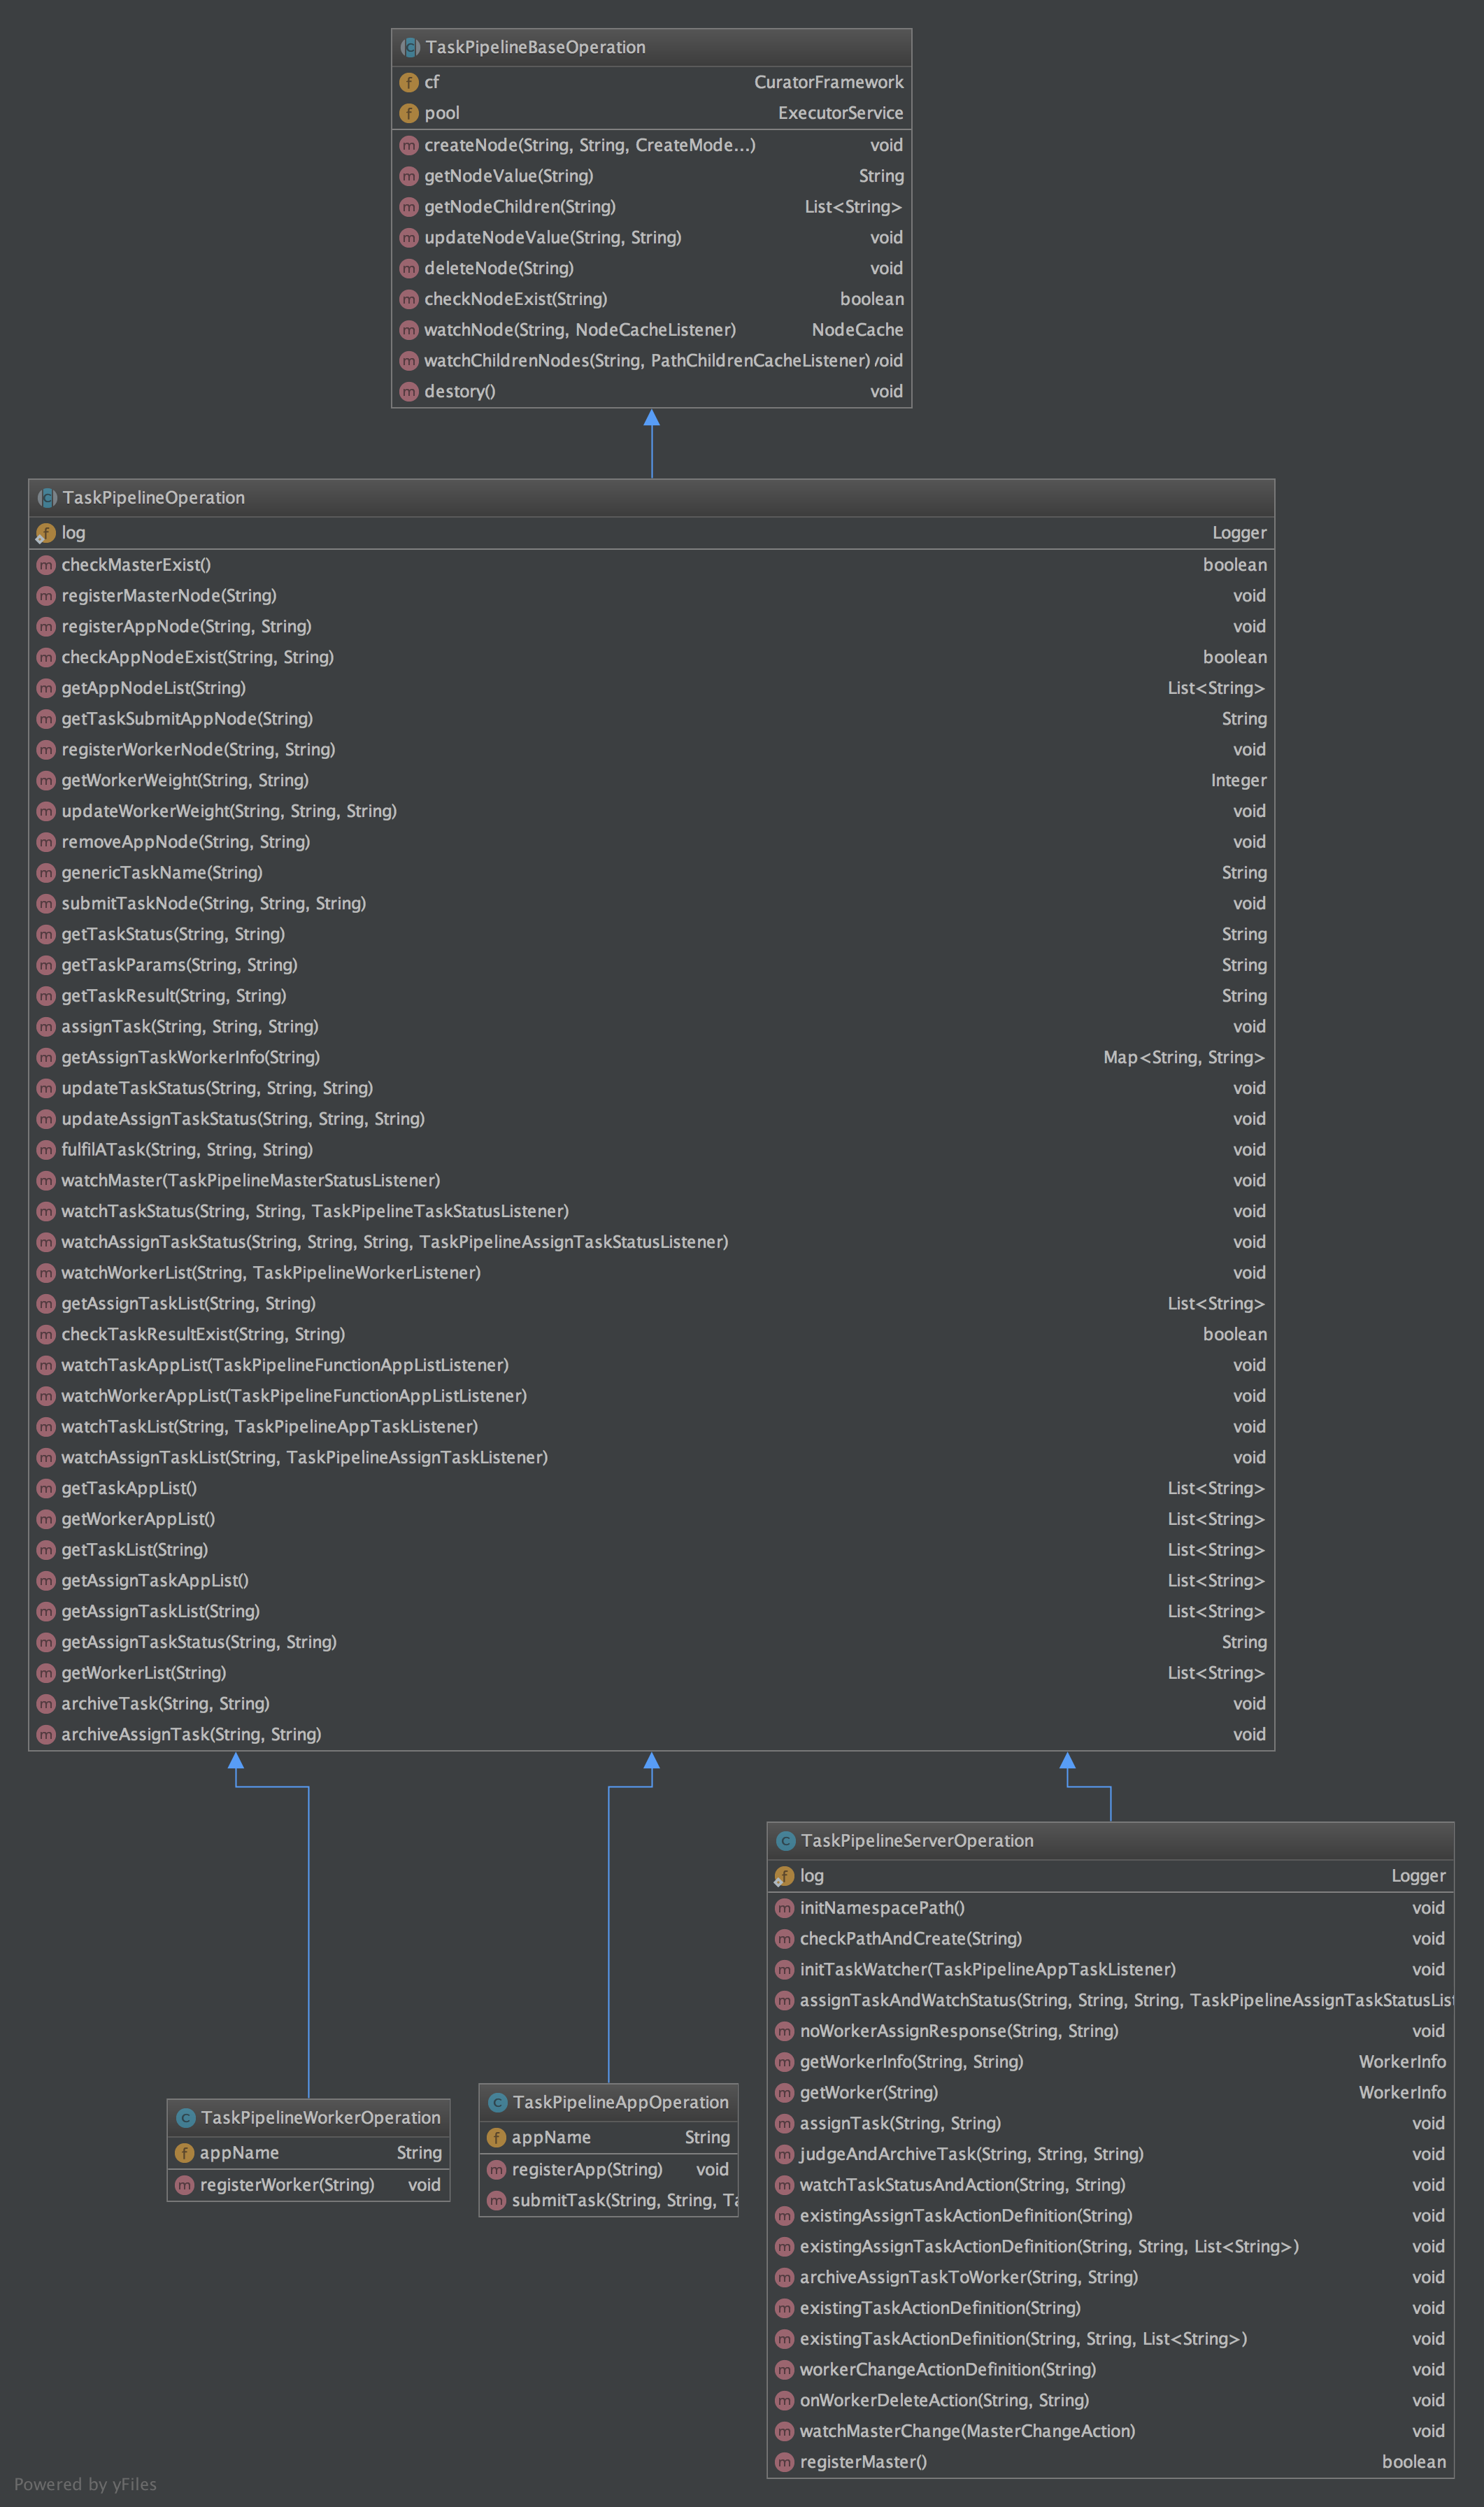 TaskPipelineBaseOperation
cf CuratorFramework
pool ExecutorService
createNode(String, String, CreateMode...) void
getNodeValue(String) String
getNodeChildren(String) List<String>
updateNodeValue(String, String) void
deleteNode(String) void
checkNodeExist(String) boolean
watchNode(String, NodeCacheListener) NodeCache
watchChildrenNodes(String, PathChildrenCacheListener) void
destory() void
TaskPipelineOperation
log Logger
checkMasterExist() boolean
registerMasterNode(String) void
registerAppNode(String, String) void
checkAppNodeExist(String, String) boolean
getAppNodeList(String) List<String>
getTaskSubmitAppNode(String) String
registerWorkerNode(String, String) void
getWorkerWeight(String, String) Integer
updateWorkerWeight(String, String, String) void
removeAppNode(String, String) void
genericTaskName(String) String
submitTaskNode(String, String, String) void
getTaskStatus(String, String) String
getTaskParams(String, String) String
getTaskResult(String, String) String
assignTask(String, String, String) void
getAssignTaskWorkerInfo(String) Map<String, String>
updateTaskStatus(String, String, String) void
updateAssignTaskStatus(String, String, String) void
fulfilATask(String, String, String) void
watchMaster(TaskPipelineMasterStatusListener) void
watchTaskStatus(String, String, TaskPipelineTaskStatusListener) void
watchAssignTaskStatus(String, String, String, TaskPipelineAssignTaskStatusListener) void
watchWorkerList(String, TaskPipelineWorkerListener) void
getAssignTaskList(String, String) List<String>
checkTaskResultExist(String, String) boolean
watchTaskAppList(TaskPipelineFunctionAppListListener) void
watchWorkerAppList(TaskPipelineFunctionAppListListener) void
watchTaskList(String, TaskPipelineAppTaskListener) void
watchAssignTaskList(String, TaskPipelineAssignTaskListener) void
getTaskAppList() List<String>
getWorkerAppList() List<String>
getTaskList(String) List<String>
getAssignTaskAppList() List<String>
getAssignTaskList(String) List<String>
getAssignTaskStatus(String, String) String
getWorkerList(String) List<String>
archiveTask(String, String) void
archiveAssignTask(String, String) void
TaskPipelineServerOperation
log Logger
initNamespacePath() void
checkPathAndCreate(String) void
initTaskWatcher(TaskPipelineAppTaskListener) void
assignTaskAndWatchStatus(String, String, String, TaskPipelineAssignTaskStatusList
noWorkerAssignResponse(String, String) void
getWorkerInfo(String, String) WorkerInfo
getWorker(String) WorkerInfo
assignTask(String, String) void
judgeAndArchiveTask(String, String, String) void
watchTaskStatusAndAction(String, String) void
existingAssignTaskActionDefinition(String) void
existingAssignTaskActionDefinition(String, String, List<String>) void
archiveAssignTaskToWorker(String, String) void
existingTaskActionDefinition(String) void
existingTaskActionDefinition(String, String, List<String>) void
workerChangeActionDefinition(String) void
onWorkerDeleteAction(String, String) void
watchMasterChange(MasterChangeAction) void
registerMaster() boolean
TaskPipelineWorkerOperation
appName String
registerWorker(String) void
TaskPipelineAppOperation
appName String
registerApp(String) void
submitTask(String, String, Ta
Powered by yFiles